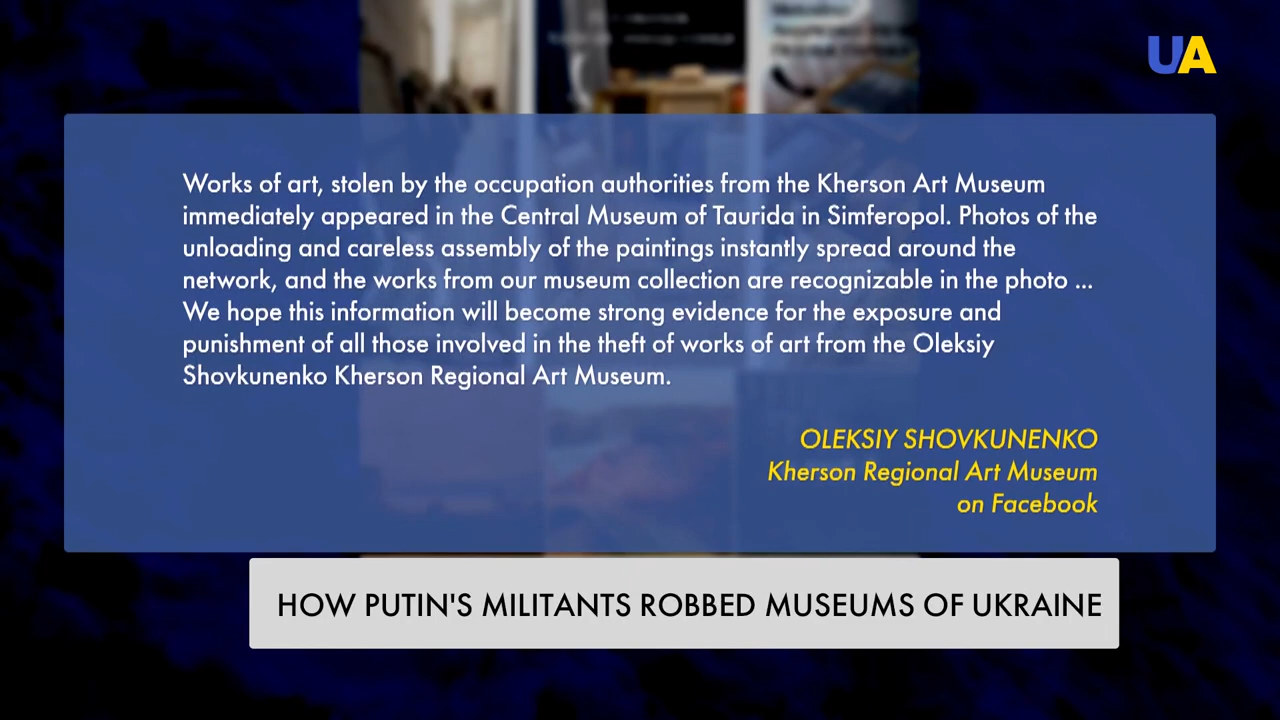 UA
Works of art, stolen by the occupation authorities from the Kherson Art Museum
immediately appeared in the Central Museum of Taurida in Simferopol. Photos of the
unloading and careless assembly of the paintings instantly spread around the
network, and the works from our museum collection are recognizable in the photo ...
We hope this information will become strong evidence for the exposure and
punishment of all those involved in the theft of works of art from the Oleksiy
Shovkunenko Kherson Regional Art Museum.
OLEKSIY SHOVKUNENKO
Kherson Regional Art Museum
on Facebook
HOW PUTIN'S MILITANTS ROBBED MUSEUMS OF UKRAINE